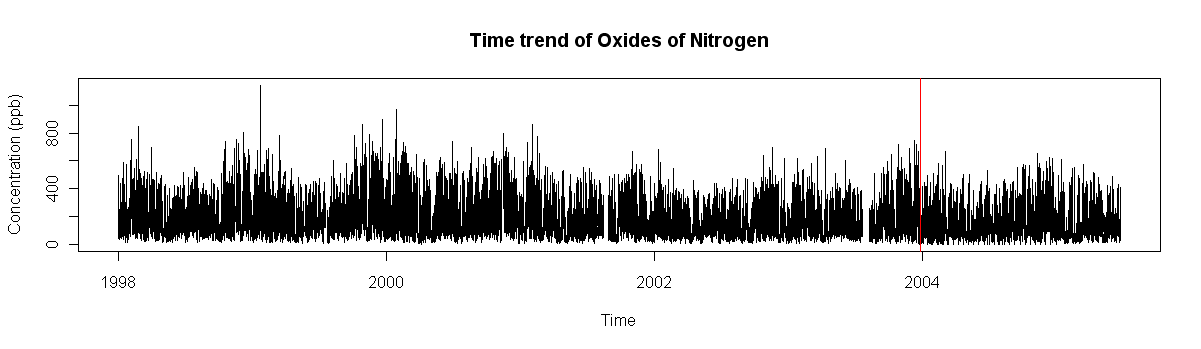 Time trend of Oxides of Nitrogen
Concentration (ppb)
800
400
0
1998 2000 2002 2004
Time